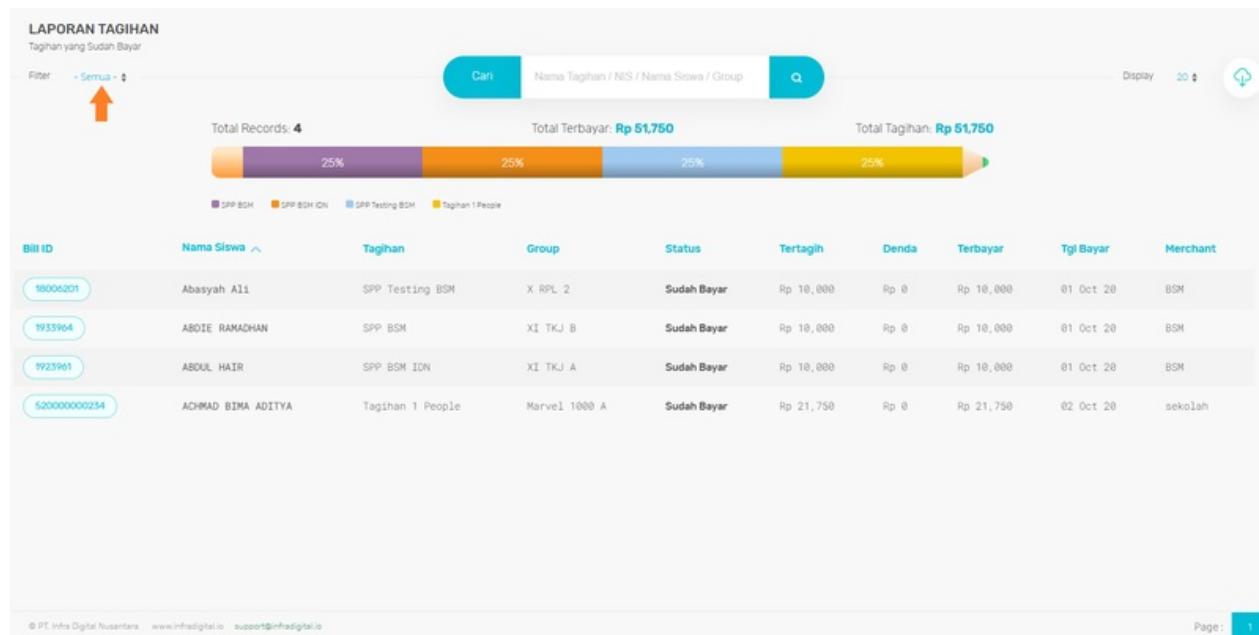 LAPORAN TAGIHAN
Tagihan yang Sudah Bayar
Filter - Semua - Cari Nama Tagihan / NIS / Nama Siswa / Group Display 20
Total Records: 4 Total Terbayar: Rp 51,750 Total Tagihan: Rp 51,750
25% 25% 25% 25%
SPP BSM SPP BSM IDN SPP Testing BSM Tagihan 1 People
Bill ID Nama Siswa Tagihan Group Status Tertagih Denda Terbayar Tgl Bayar Merchant
18006201 Abasyah Ali SPP Testing BSM X RPL 2 Sudah Bayar Rp 10,000 Rp 0 Rp 10,000 01 Oct 20 BSM
1933964 ABDIE RAMADHAN SPP BSM XI TKJ B Sudah Bayar Rp 10,000 Rp 0 Rp 10,000 01 Oct 20 BSM
1923961 ABDUL HAIR SPP BSM IDN XI TKJ A Sudah Bayar Rp 10,000 Rp 0 Rp 10,000 01 Oct 20 BSM
520000000234 ACHMAD BIMA ADITYA Tagihan 1 People Marvel 1000 A Sudah Bayar Rp 21,750 Rp 0 Rp 21,750 02 Oct 20 sekolah
© PT. Infra Digital Nusantara www.infradigital.io support@infradigital.io Page: 1